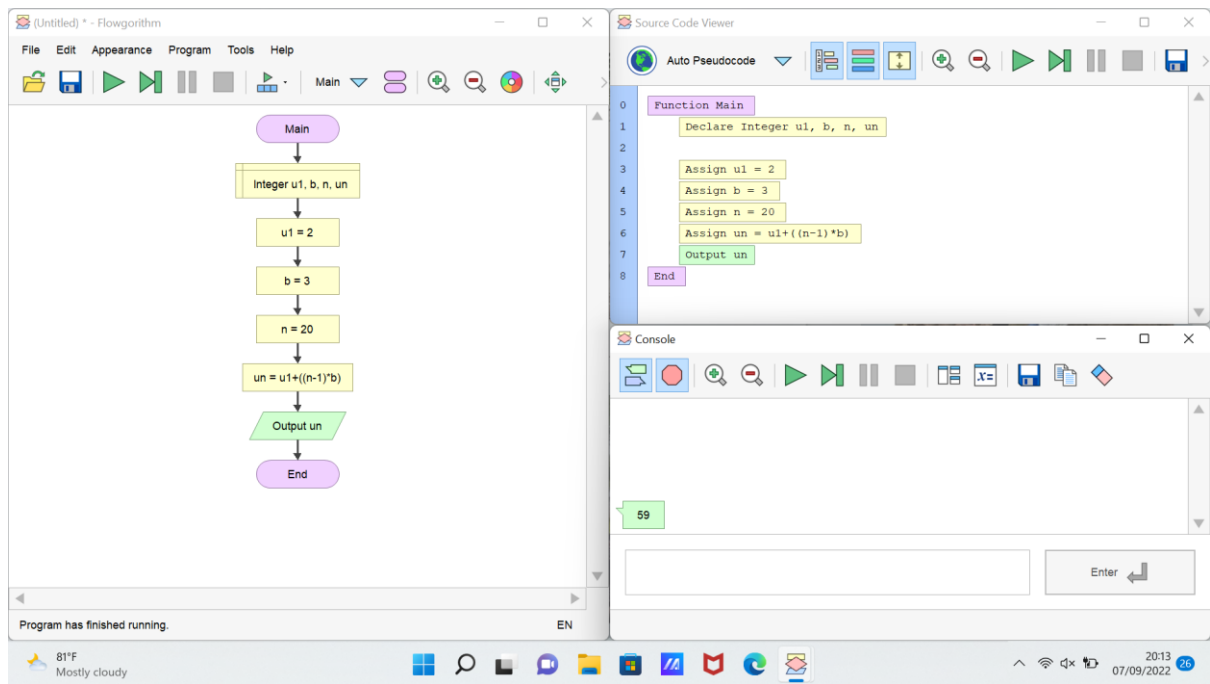 (Untitled) * - Flowgorithm
File Edit Appearance Program Tools Help
Main
Main
Integer u1, b, n, un
u1 = 2
b = 3
n = 20
un = u1+((n-1)*b)
Output un
End
Program has finished running.
EN
Source Code Viewer
Auto Pseudocode
0 Function Main
1 Declare Integer u1, b, n, un
2
3 Assign u1 = 2
4 Assign b = 3
5 Assign n = 20
6 Assign un = u1+((n-1)*b)
7 Output un
8 End
Console
x=
59
Enter
81°F
Mostly cloudy
20:13
07/09/2022
26